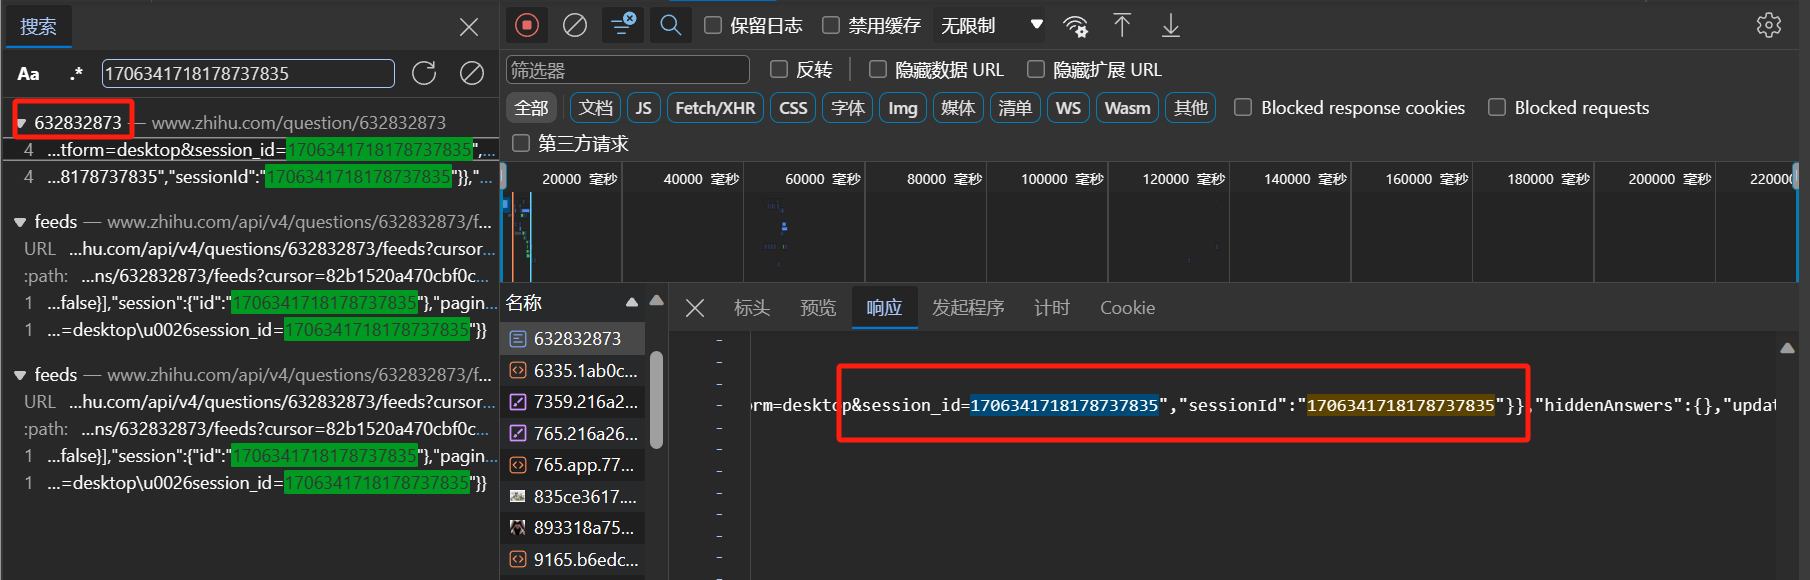 搜索
Aa .* 1706341718178737835
632832873 — www.zhihu.com/question/632832873
4 ...tform=desktop&session_id=1706341718178737835",...
4 ...8178737835","sessionId":"1706341718178737835"}},"...
feeds — www.zhihu.com/api/v4/questions/632832873/f...
URL ...hu.com/api/v4/questions/632832873/feeds?cursor...
:path: ...ns/632832873/feeds?cursor=82b1520a470cbf0c...
1 ...false}],"session":{"id":"1706341718178737835"},"pagin...
1 ...=desktop\u0026session_id=1706341718178737835"}}
feeds — www.zhihu.com/api/v4/questions/632832873/f...
URL ...hu.com/api/v4/questions/632832873/feeds?cursor...
:path: ...ns/632832873/feeds?cursor=82b1520a470cbf0c...
1 ...false}],"session":{"id":"1706341718178737835"},"pagin...
1 ...=desktop\u0026session_id=1706341718178737835"}}
保留日志 禁用缓存 无限制
筛选器 反转 隐藏数据 URL 隐藏扩展 URL
全部 文档 JS Fetch/XHR CSS 字体 Img 媒体 清单 WS Wasm 其他 Blocked response cookies Blocked requests
第三方请求
20000 毫秒 40000 毫秒 60000 毫秒 80000 毫秒 100000 毫秒 120000 毫秒 140000 毫秒 160000 毫秒 180000 毫秒 200000 毫秒 220000
名称
632832873
6335.1ab0c...
7359.216a2...
765.216a26...
765.app.77...
835ce3617....
893318a75...
9165.b6edc...
标头 预览 响应 发起程序 计时 Cookie
orm=desktop&session_id=1706341718178737835","sessionId":"1706341718178737835"}},"hiddenAnswers":{},"updat